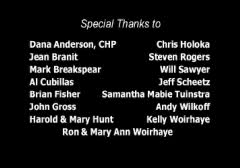 Special Thanks to
Dana Anderson, CHP Chris Holoka
Jean Branit Steven Rogers
Mark Breakspear Will Sawyer
Al Cubillas Jeff Scheetz
Brian Fisher Samantha Mabie Tuinstra
John Gross Andy Wilkoff
Harold & Mary Hunt Kelly Woirhaye
Ron & Mary Ann Woirhaye